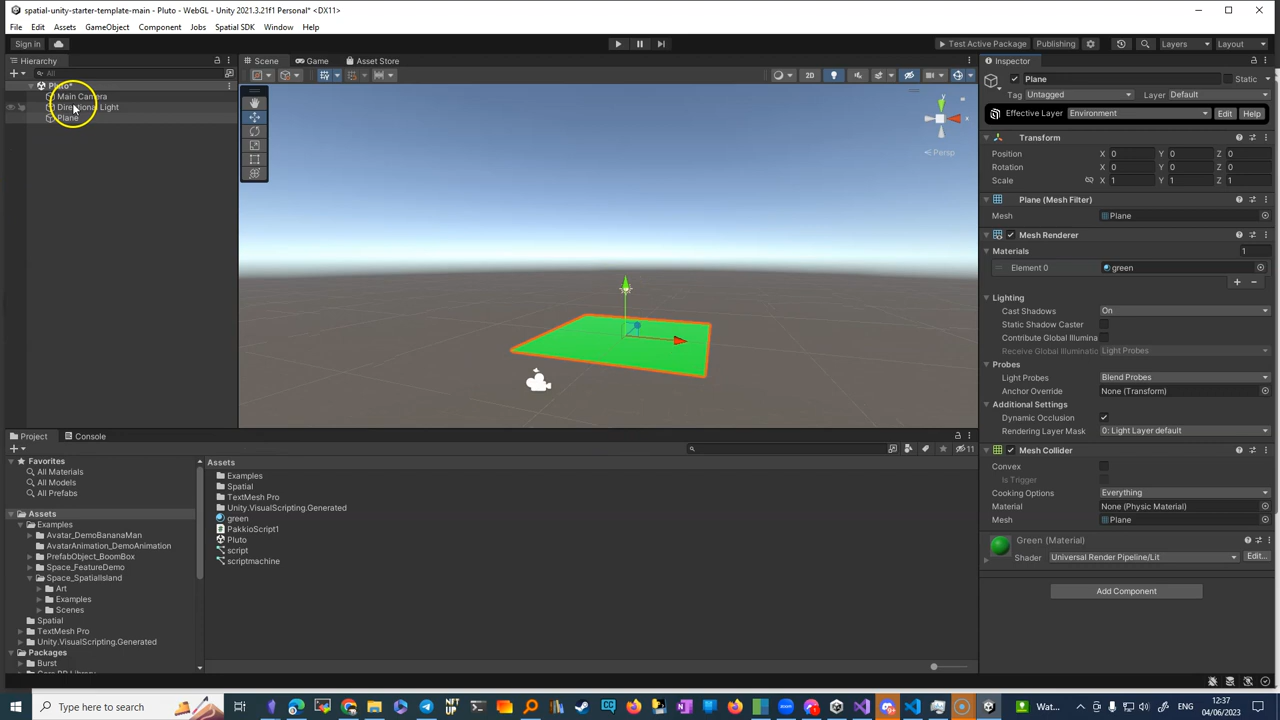 spatial-unity-starter-template-main - Pluto - WebGL - Unity 2021.3.21f1 Personal* <DX11>
File Edit Assets GameObject Component Jobs Spatial SDK Window Help
Sign in
Test Active Package
Publishing
Layers
Layout
Hierarchy
All
Pluto*
Main Camera
Directional Light
Plane
Scene
Game
Asset Store
2D
y
x
Persp
Inspector
Plane
Static
Tag Untagged
Layer Default
Effective Layer Environment
Edit
Help
Transform
Position X 0 Y 0 Z 0
Rotation X 0 Y 0 Z 0
Scale X 1 Y 1 Z 1
Plane (Mesh Filter)
Mesh Plane
Mesh Renderer
Materials 1
Element 0 green
Lighting
Cast Shadows On
Static Shadow Caster
Contribute Global Illumina
Receive Global Illuminatic Light Probes
Probes
Light Probes Blend Probes
Anchor Override None (Transform)
Additional Settings
Dynamic Occlusion
Rendering Layer Mask 0: Light Layer default
Mesh Collider
Convex
Is Trigger
Cooking Options Everything
Material None (Physic Material)
Mesh Plane
Green (Material)
Shader Universal Render Pipeline/Lit
Edit...
Add Component
Project
Console
11
Favorites
All Materials
All Models
All Prefabs
Assets
Examples
Avatar_DemoBananaMan
AvatarAnimation_DemoAnimation
PrefabObject_BoomBox
Space_FeatureDemo
Space_SpatialIsland
Art
Examples
Scenes
Spatial
TextMesh Pro
Unity.VisualScripting.Generated
Packages
Burst
Assets
Examples
Spatial
TextMesh Pro
Unity.VisualScripting.Generated
green
PakkioScript1
Pluto
script
scriptmachine
Type here to search
Wat...
12:37
04/06/2023